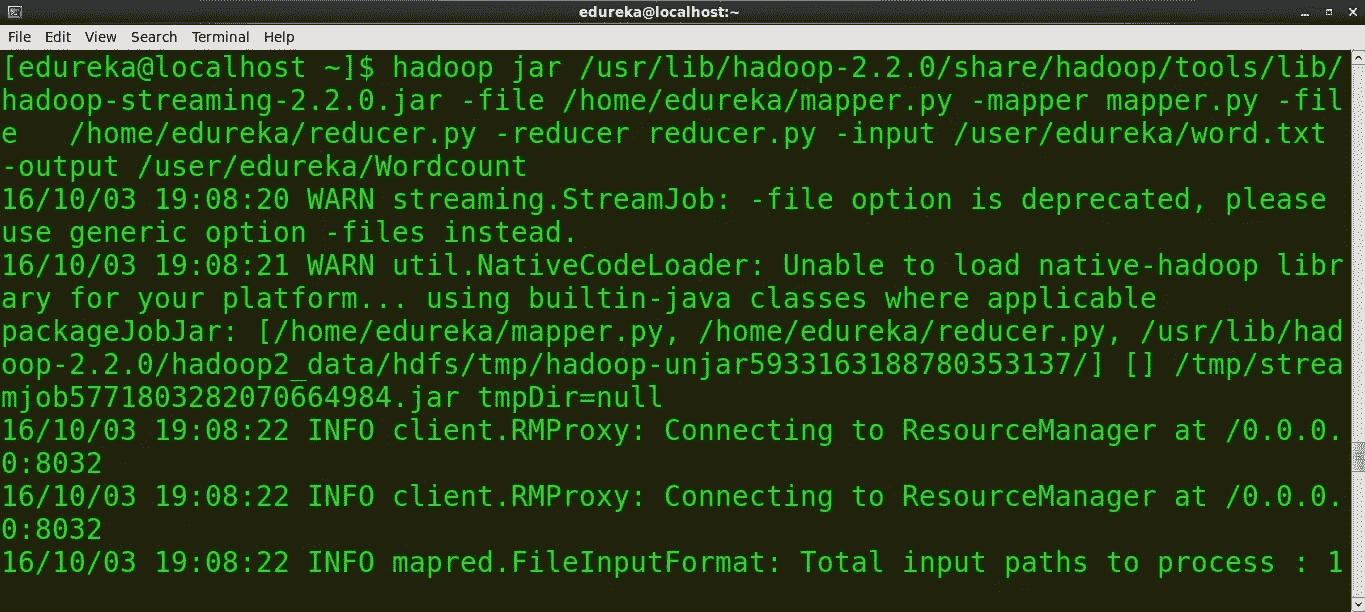 edureka@localhost:~
File Edit View Search Terminal Help
[edureka@localhost ~]$ hadoop jar /usr/lib/hadoop-2.2.0/share/hadoop/tools/lib/
hadoop-streaming-2.2.0.jar -file /home/edureka/mapper.py -mapper mapper.py -fil
e   /home/edureka/reducer.py -reducer reducer.py -input /user/edureka/word.txt
-output /user/edureka/Wordcount
16/10/03 19:08:20 WARN streaming.StreamJob: -file option is deprecated, please
use generic option -files instead.
16/10/03 19:08:21 WARN util.NativeCodeLoader: Unable to load native-hadoop libr
ary for your platform... using builtin-java classes where applicable
packageJobJar: [/home/edureka/mapper.py, /home/edureka/reducer.py, /usr/lib/had
oop-2.2.0/hadoop2_data/hdfs/tmp/hadoop-unjar5933163188780353137/] [] /tmp/strea
mjob5771803282070664984.jar tmpDir=null
16/10/03 19:08:22 INFO client.RMProxy: Connecting to ResourceManager at /0.0.0.
0:8032
16/10/03 19:08:22 INFO client.RMProxy: Connecting to ResourceManager at /0.0.0.
0:8032
16/10/03 19:08:22 INFO mapred.FileInputFormat: Total input paths to process : 1